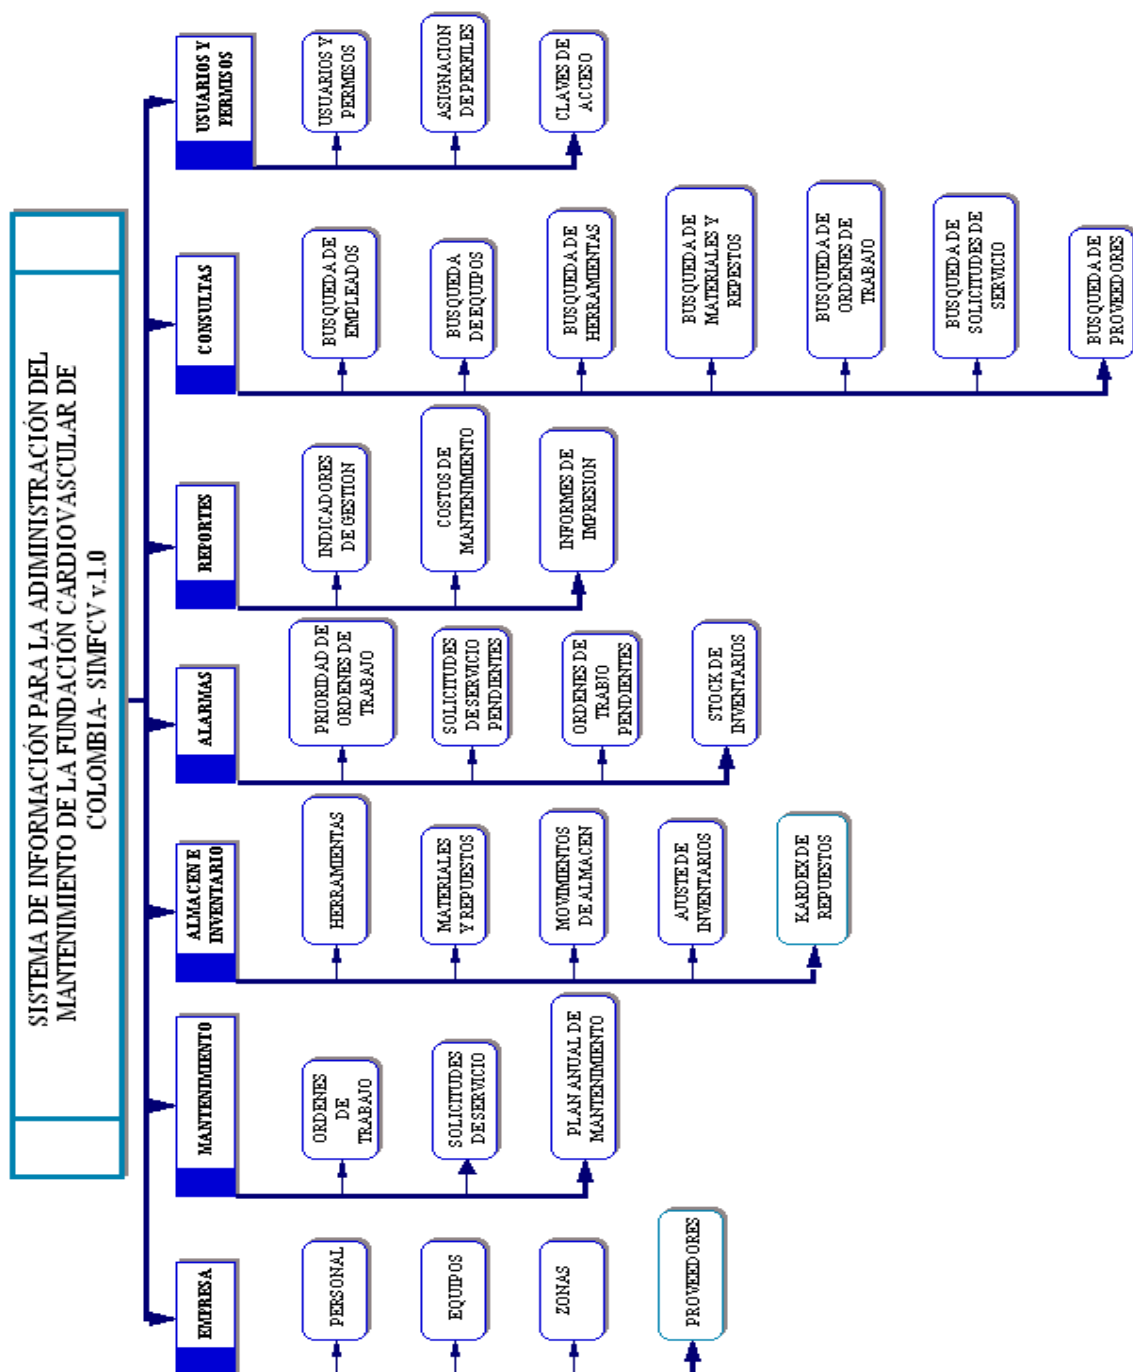 SISTEMA DE INFORMACIÓN PARA LA ADIMINISTRACIÓN DEL
MANTENIMIENTO DE LA FUNDACIÓN CARDIOVASCULAR DE
COLOMBIA- SIMFCV v.1.0
EMPRESA
PERSONAL
EQUIPOS
ZONAS
PROVEEDORES
MANTENIMIENTO
ORDENES
DE
TRABAJO
SOLICITUDES
DE SERVICIO
PLAN ANUAL DE
MANTENIMIENTO
ALMACEN E
INVENTARIO
HERRAMIENTAS
MATERIALES
Y REPUESTOS
MOVIMIENTOS
DE ALMACEN
AJUSTE DE
INVENTARIOS
KARDEX DE
REPUESTOS
ALARMAS
PRIORIDAD DE
ORDENES DE
TRABAJO
SOLICITUDES
DE SERVICIO
PENDIENTES
ORDENES DE
TRABJO
PENDIENTES
STOCK DE
INVENTARIOS
REPORTES
INDICADORES
DE GESTION
COSTOS DE
MANTENIMIENTO
INFORMES DE
IMPRESION
CONSULTAS
BUSQUEDA DE
EMPLEADOS
BUSQUEDA
DE EQUIPOS
BUSQUEDA DE
HERRAMIENTAS
BUSQUEDA DE
MATERIALES Y
REPESTOS
BUSQUEDA DE
ORDENES DE
TRABAJO
BUSQUEDA DE
SOLICITUDES DE
SERVICIO
BUSQUEDA DE
PROVEEDORES
USUARIOS Y
PERMISOS
USUARIOS Y
PERMISOS
ASIGNACION
DE PERFILES
CLAVES DE
ACCESO